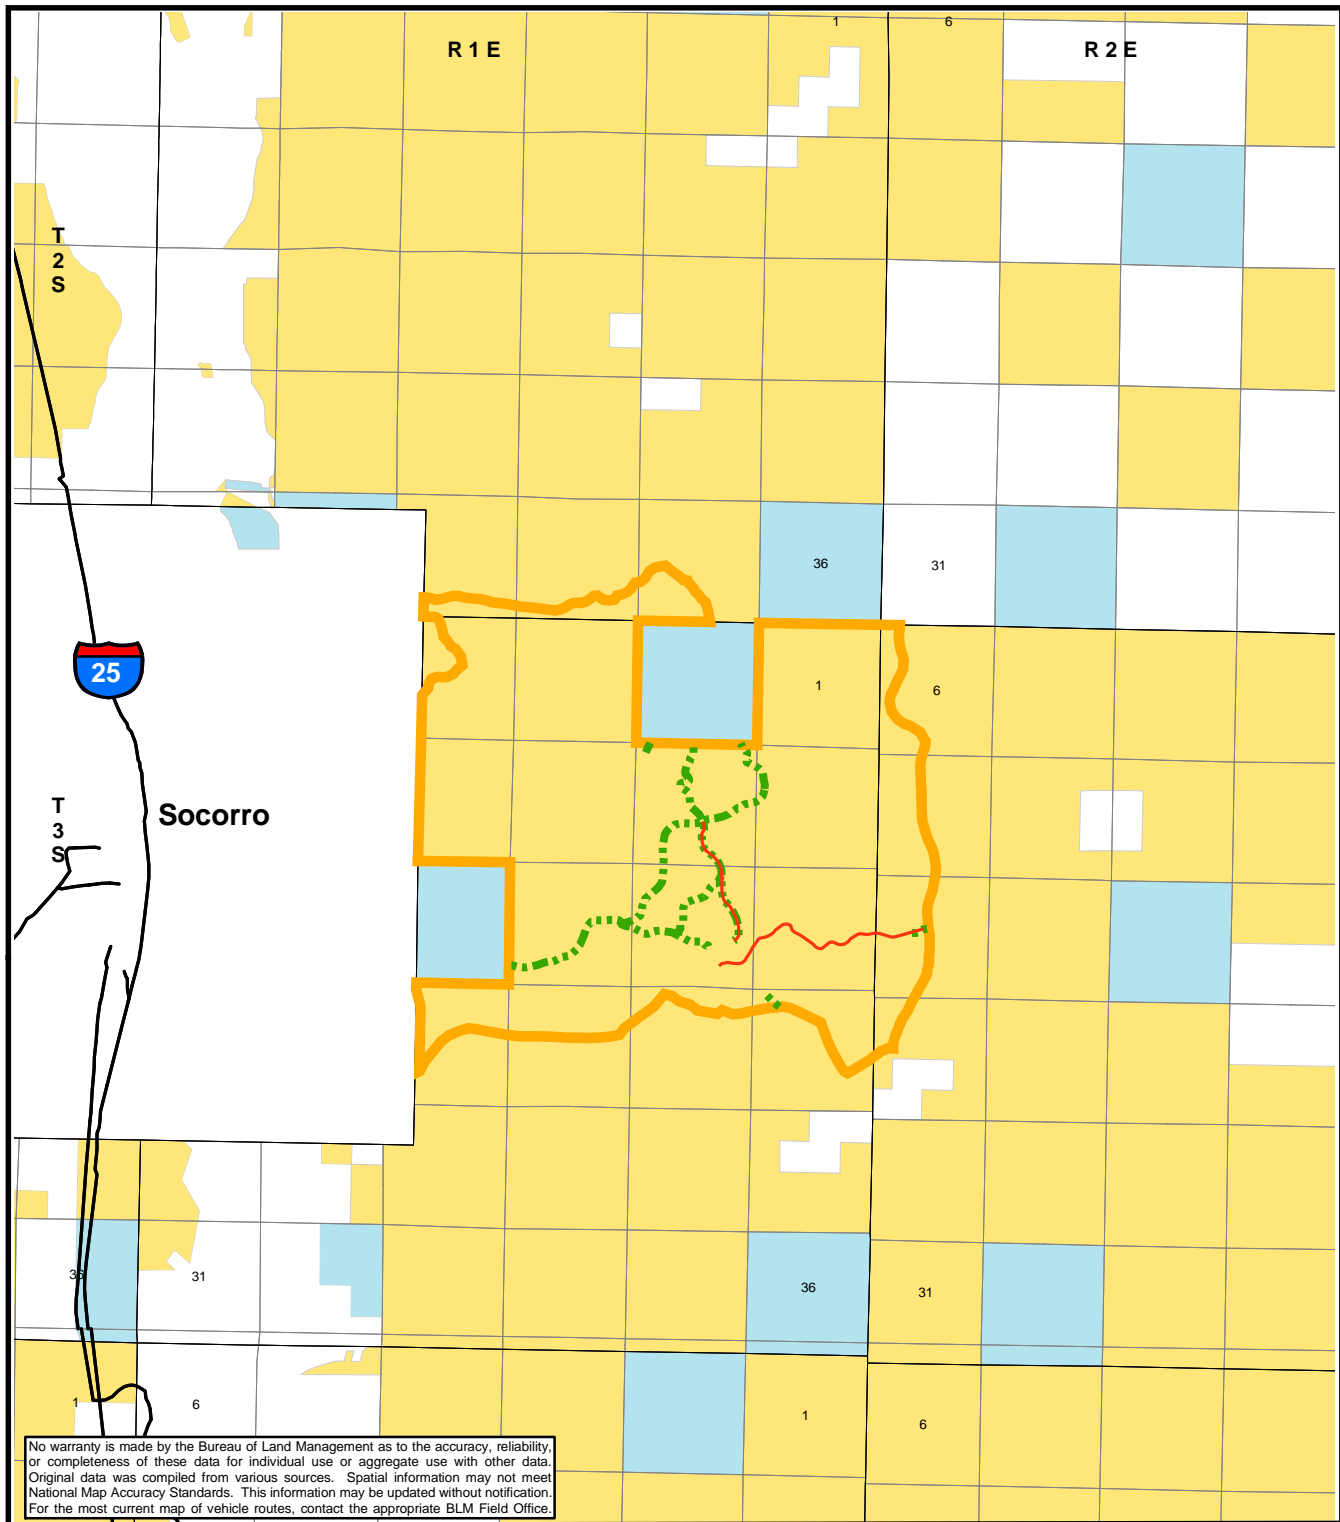 1 6
R 1 E R 2 E
T
2
S
36 31
25
1 6
T
3
S
Socorro
36 31 36 31
1 6 1 6
No warranty is made by the Bureau of Land Management as to the accuracy, reliability,
or completeness of these data for individual use or aggregate use with other data.
Original data was compiled from various sources. Spatial information may not meet
National Map Accuracy Standards. This information may be updated without notification.
For the most current map of vehicle routes, contact the appropriate BLM Field Office.